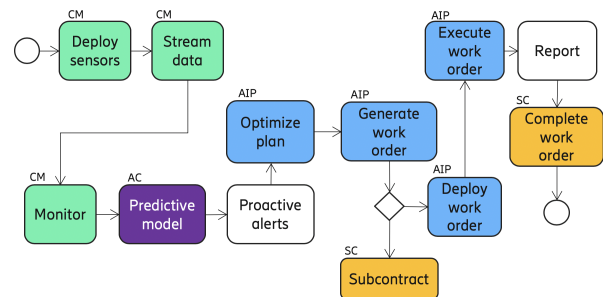 CM
Deploy
sensors
CM
Stream
data
AIP
Execute
work
order
Report
SC
Complete
work
order
AIP
Optimize
plan
AIP
Generate
work
order
CM
Monitor
AC
Predictive
model
Proactive
alerts
AIP
Deploy
work
order
SC
Subcontract